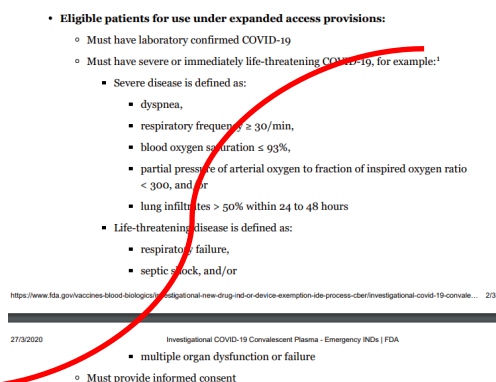 • Eligible patients for use under expanded access provisions:
◦ Must have laboratory confirmed COVID-19
◦ Must have severe or immediately life-threatening COVID-19, for example:¹
▪ Severe disease is defined as:
▪ dyspnea,
▪ respiratory frequency ≥ 30/min,
▪ blood oxygen saturation ≤ 93%,
▪ partial pressure of arterial oxygen to fraction of inspired oxygen ratio
< 300, and/or
▪ lung infiltrates > 50% within 24 to 48 hours
▪ Life-threatening disease is defined as:
▪ respiratory failure,
▪ septic shock, and/or
https://www.fda.gov/vaccines-blood-biologics/investigational-new-drug-ind-or-device-exemption-ide-process-cber/investigational-covid-19-convale... 2/3
27/3/2020 Investigational COVID-19 Convalescent Plasma - Emergency INDs | FDA
▪ multiple organ dysfunction or failure
◦ Must provide informed consent